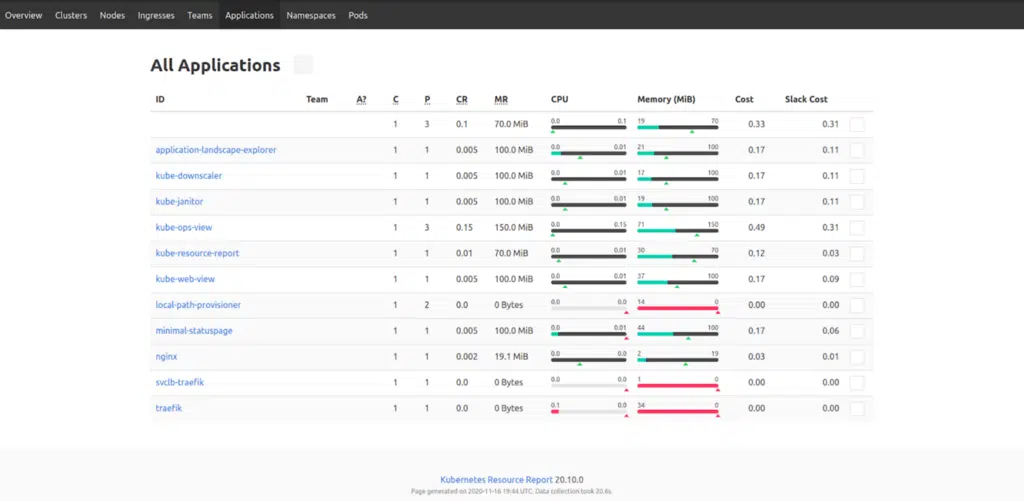 Overview Clusters Nodes Ingresses Teams Applications Namespaces Pods
All Applications
ID Team A? C P CR MR CPU Memory (MiB) Cost Slack Cost
1 3 0.1 70.0 MiB 0.0 0.1 19 70 0.33 0.31
application-landscape-explorer 1 1 0.005 100.0 MiB 0.0 0.01 21 100 0.17 0.11
kube-downscaler 1 1 0.005 100.0 MiB 0.0 0.01 17 100 0.17 0.11
kube-janitor 1 1 0.005 100.0 MiB 0.0 0.01 19 100 0.17 0.11
kube-ops-view 1 3 0.15 150.0 MiB 0.0 0.15 71 150 0.49 0.31
kube-resource-report 1 1 0.01 70.0 MiB 0.0 0.01 30 70 0.12 0.03
kube-web-view 1 1 0.005 100.0 MiB 0.0 0.01 37 100 0.17 0.09
local-path-provisioner 1 2 0.0 0 Bytes 0.0 0.0 14 0 0.00 0.00
minimal-statuspage 1 1 0.005 100.0 MiB 0.0 0.01 44 100 0.17 0.06
nginx 1 1 0.002 19.1 MiB 0.0 0.0 2 19 0.03 0.01
svclb-traefik 1 1 0.0 0 Bytes 0.0 0.0 1 0 0.00 0.00
traefik 1 1 0.0 0 Bytes 0.1 0.0 34 0 0.00 0.00
Kubernetes Resource Report 20.10.0
Page generated on 2020-11-16 19:44 UTC. Data collection took 20.6s.